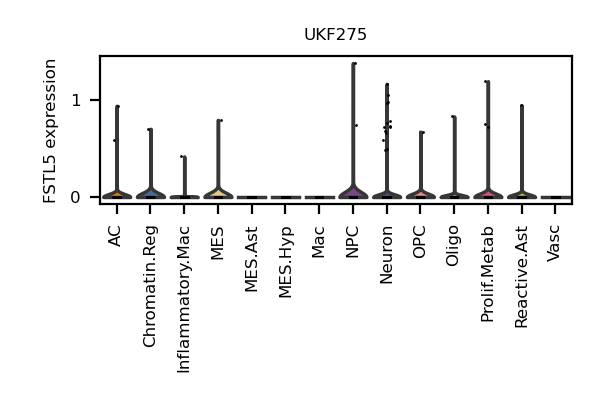 UKF275
FSTL5 expression
1
0
AC
Chromatin.Reg
Inflammatory.Mac
MES
MES.Ast
MES.Hyp
Mac
NPC
Neuron
OPC
Oligo
Prolif.Metab
Reactive.Ast
Vasc